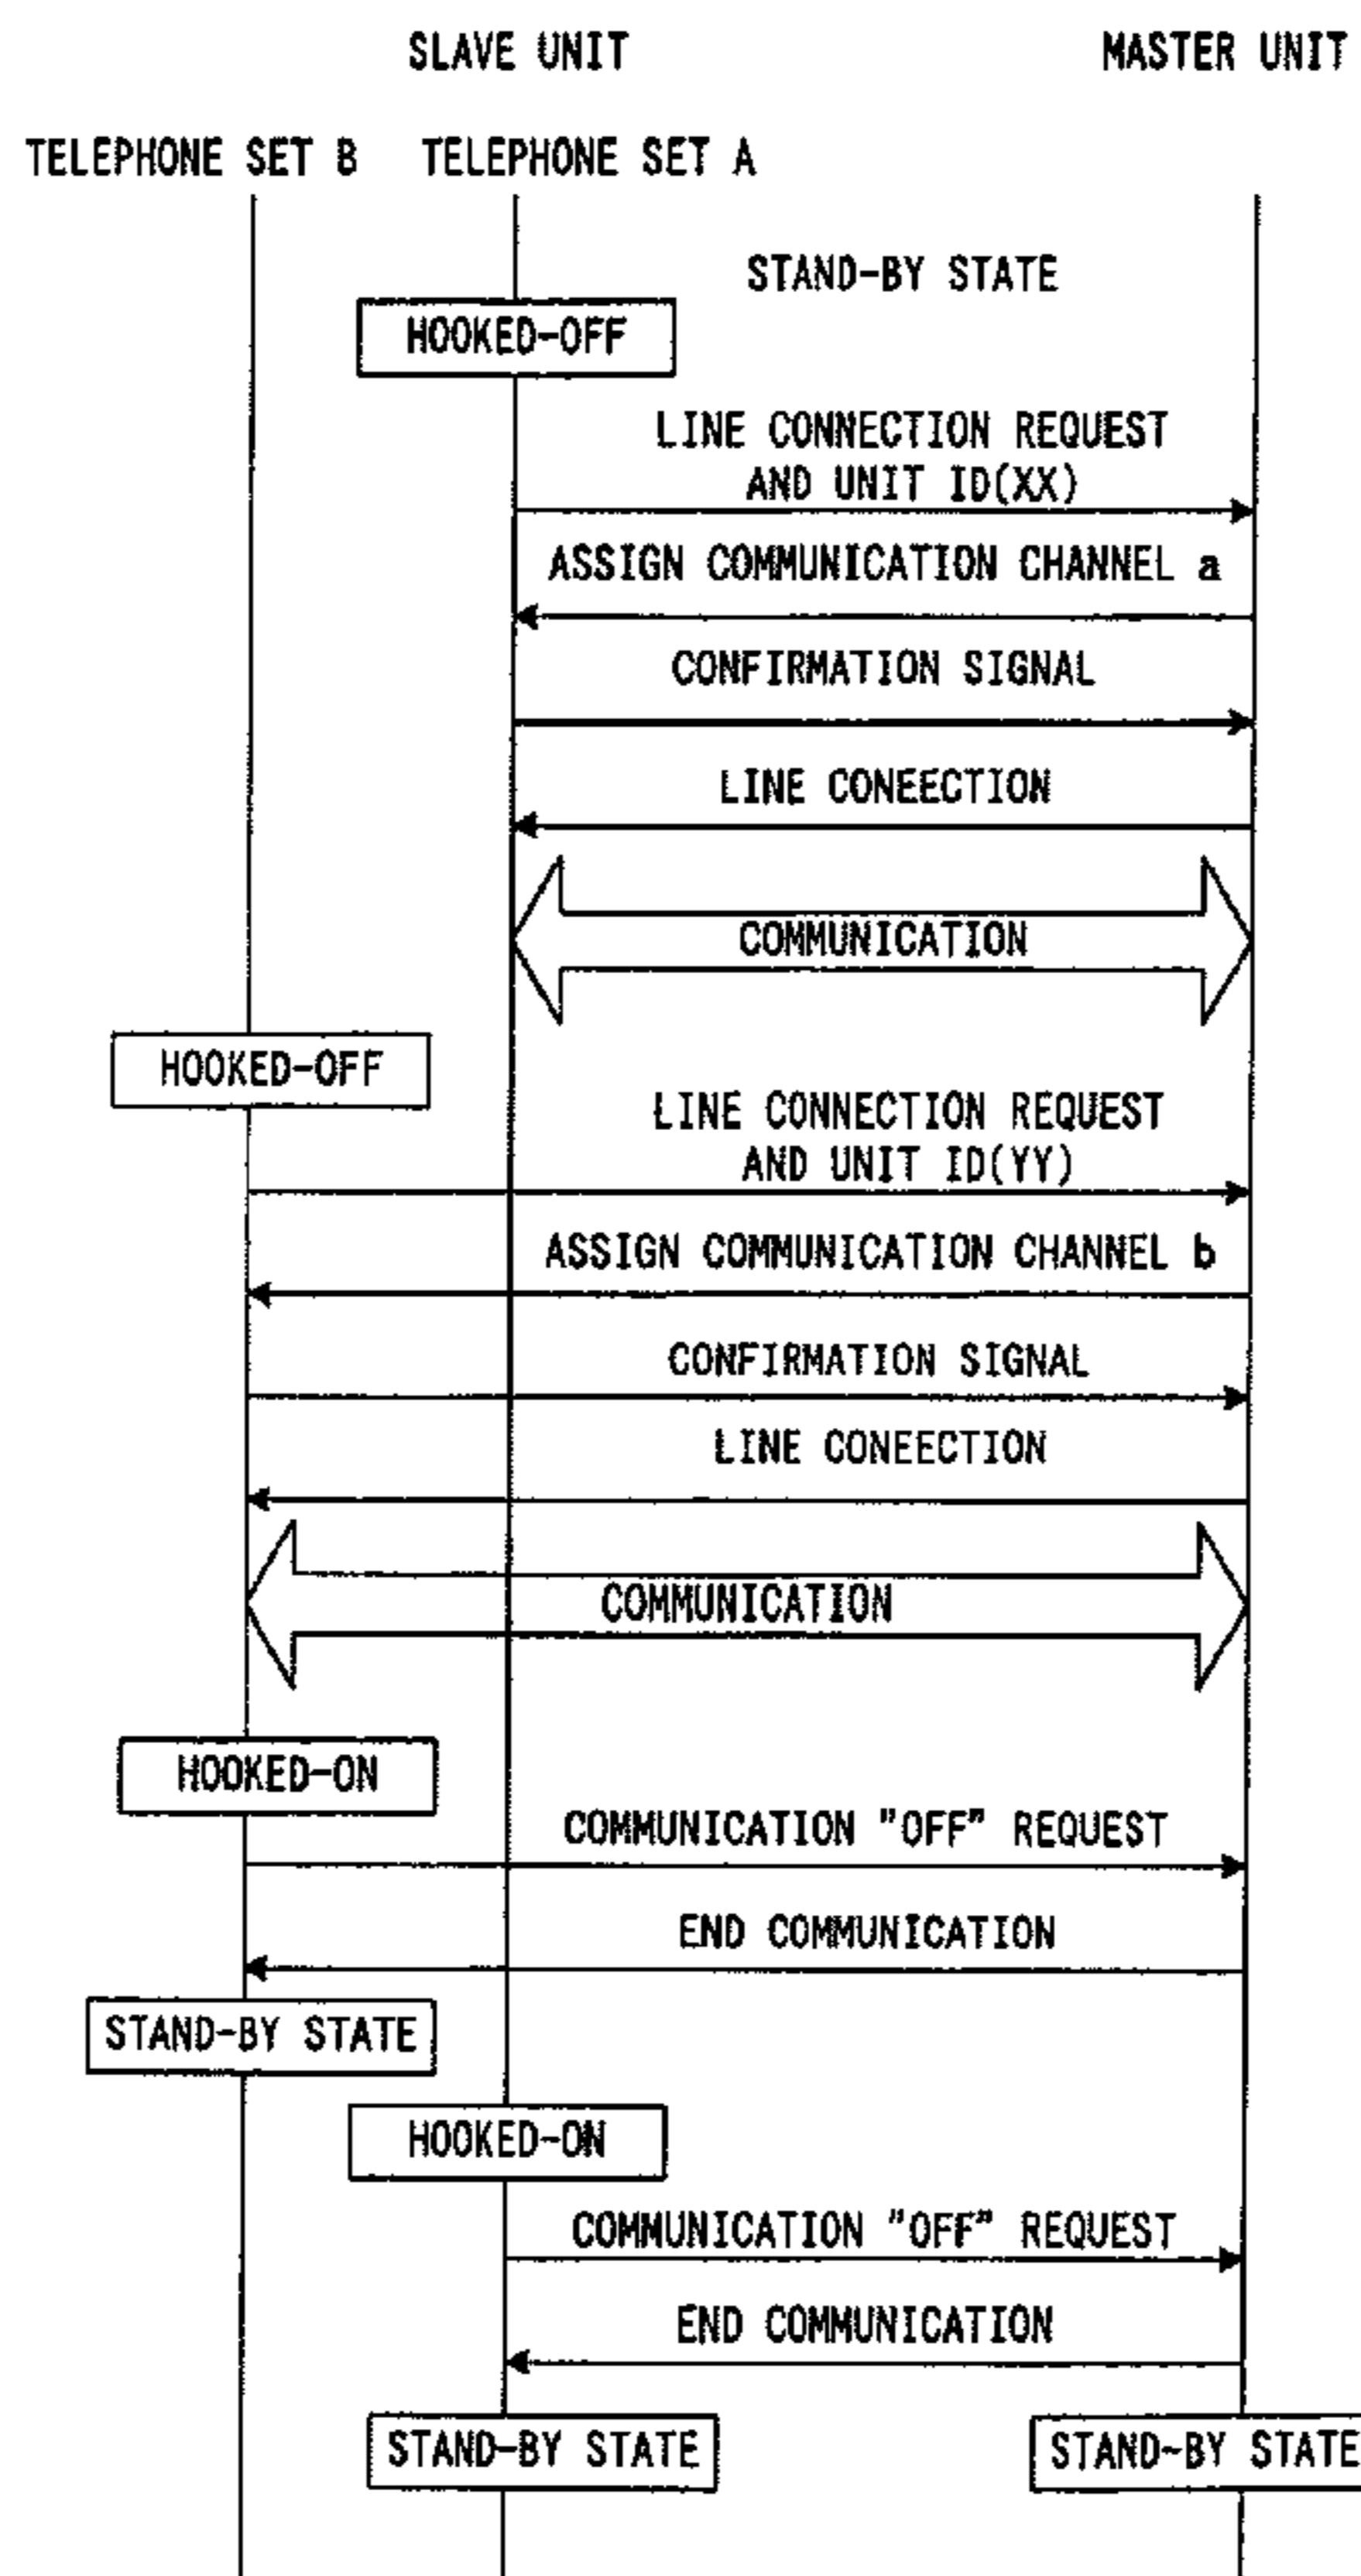 SLAVE UNIT
MASTER UNIT
TELEPHONE SET B
TELEPHONE SET A
STAND-BY STATE
HOOKED-OFF
LINE CONNECTION REQUEST
AND UNIT ID(XX)
ASSIGN COMMUNICATION CHANNEL a
CONFIRMATION SIGNAL
LINE CONEECTION
COMMUNICATION
HOOKED-OFF
LINE CONNECTION REQUEST
AND UNIT ID(YY)
ASSIGN COMMUNICATION CHANNEL b
CONFIRMATION SIGNAL
LINE CONEECTION
COMMUNICATION
HOOKED-ON
COMMUNICATION "OFF" REQUEST
END COMMUNICATION
STAND-BY STATE
HOOKED-ON
COMMUNICATION "OFF" REQUEST
END COMMUNICATION
STAND-BY STATE
STAND-BY STATE